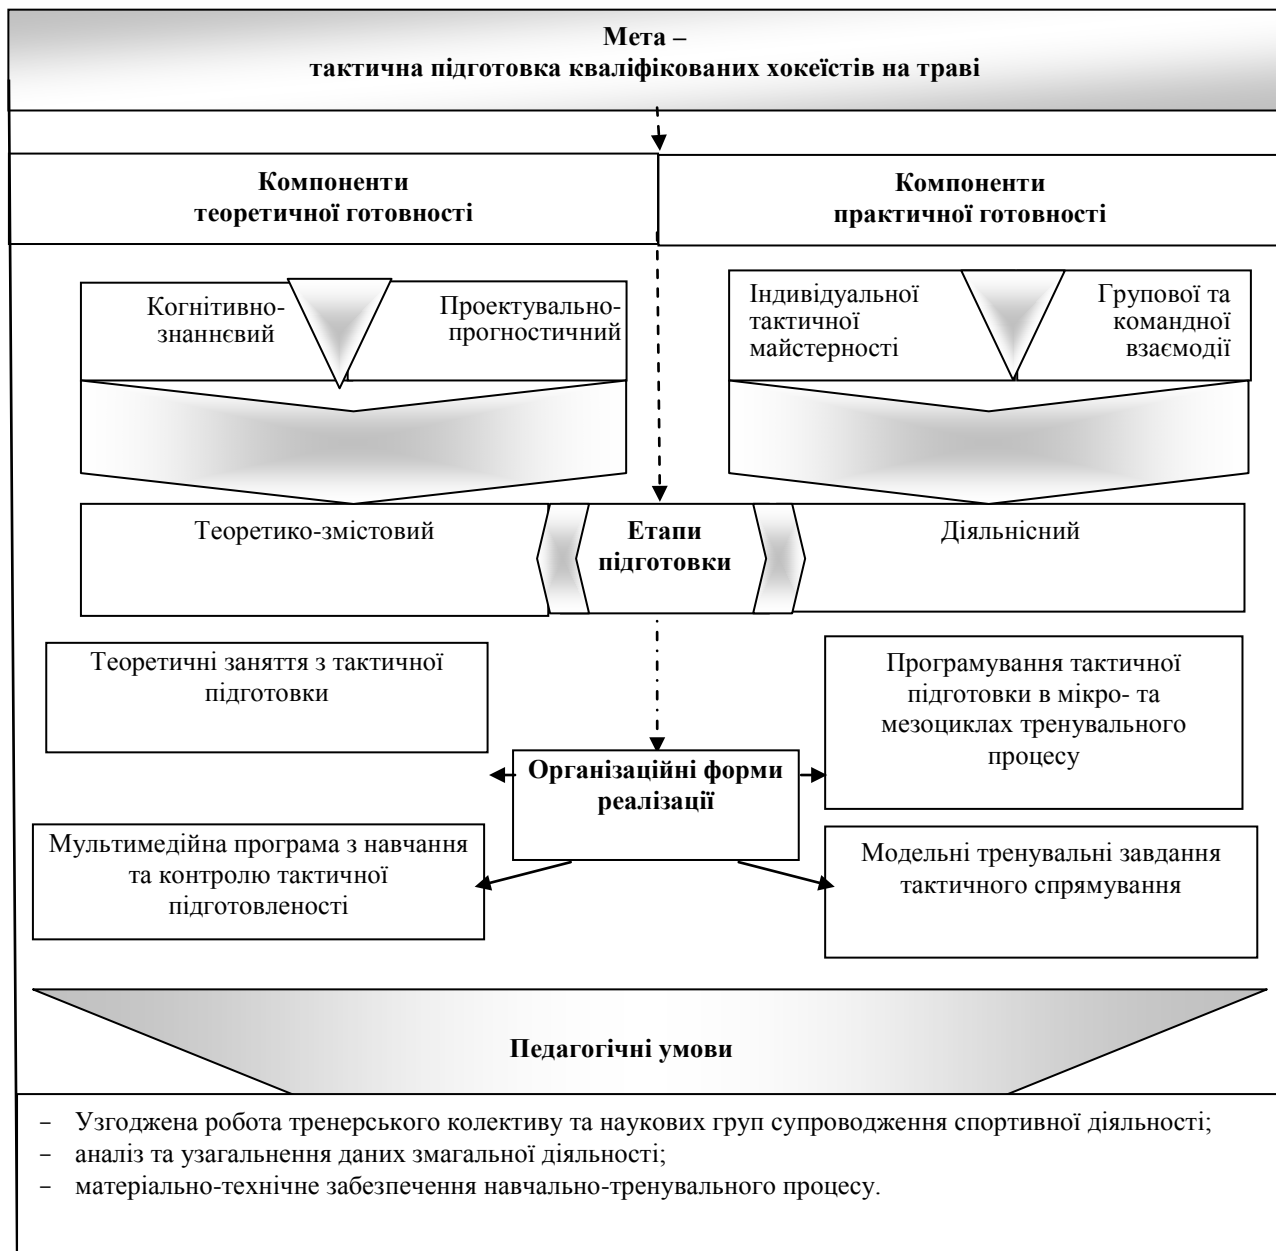 Мета –
тактична підготовка кваліфікованих хокеїстів на траві
Компоненти
теоретичної готовності
Компоненти
практичної готовності
Когнітивно-
знаннєвий
Проектувально-
прогностичний
Індивідуальної
тактичної
майстерності
Групової та
командної
взаємодії
Теоретико-змістовий
Етапи
підготовки
Діяльнісний
Теоретичні заняття з тактичної
підготовки
Програмування тактичної
підготовки в мікро- та
мезоциклах тренувального
процесу
Організаційні форми
реалізації
Мультимедійна програма з навчання
та контролю тактичної
підготовленості
Модельні тренувальні завдання
тактичного спрямування
Педагогічні умови
– Узгоджена робота тренерського колективу та наукових груп супроводження спортивної діяльності;
– аналіз та узагальнення даних змагальної діяльності;
– матеріально-технічне забезпечення навчально-тренувального процесу.